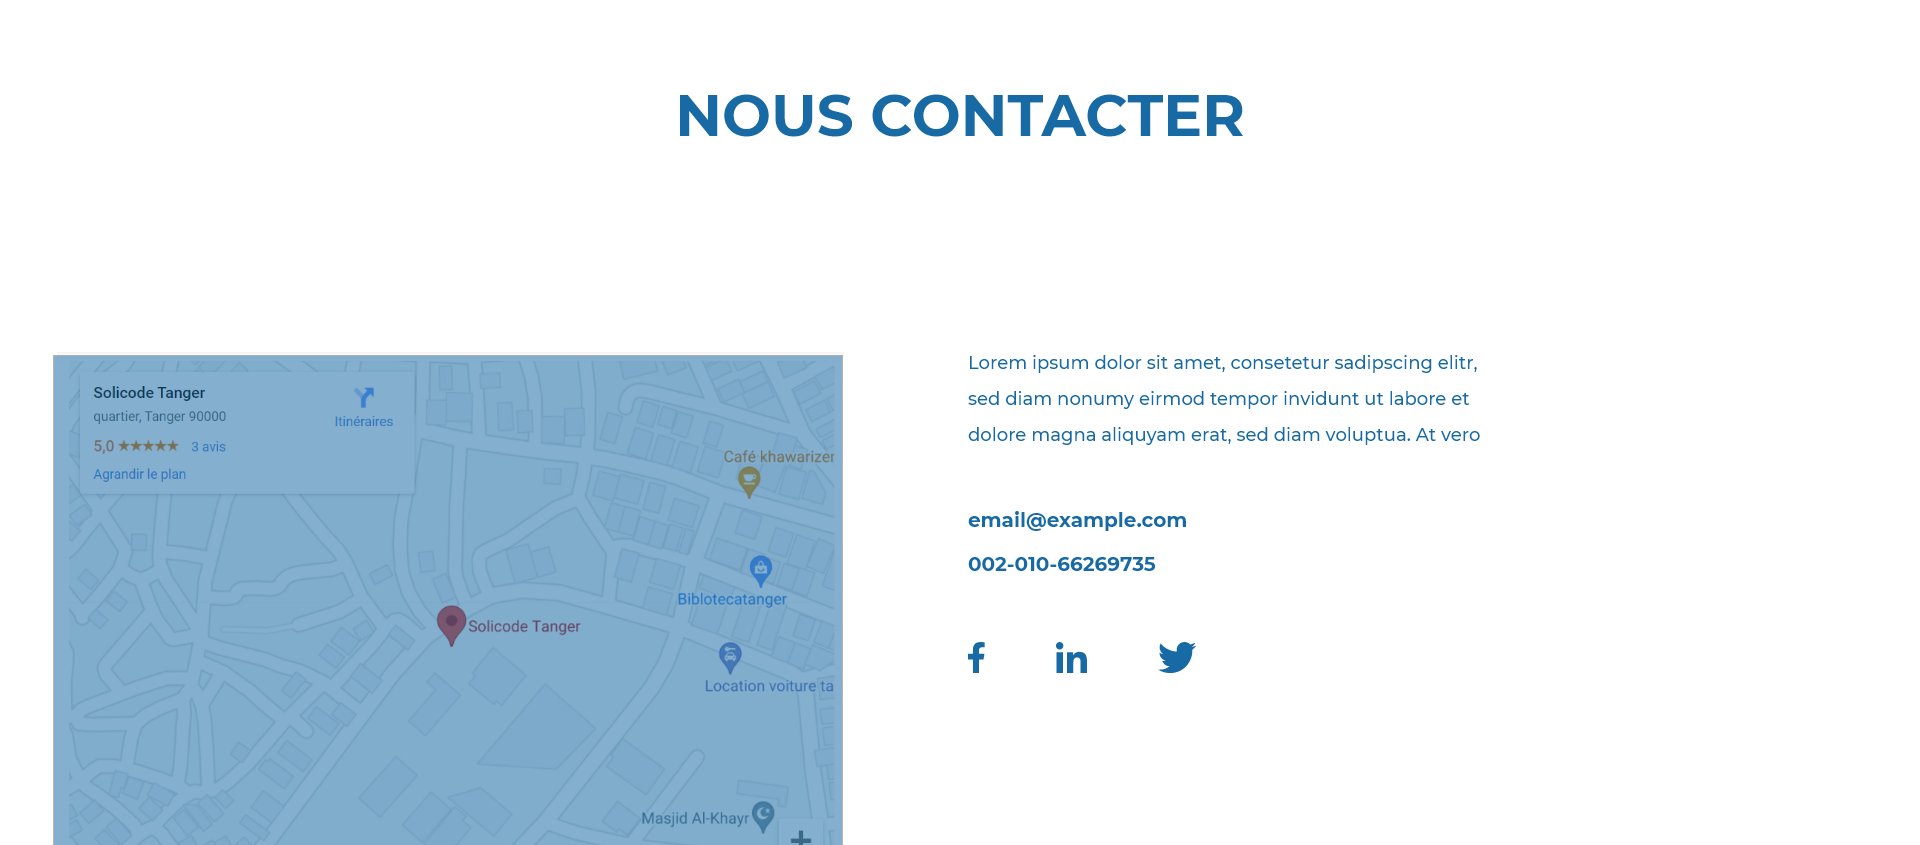 NOUS CONTACTER
Solicode Tanger
quartier, Tanger 90000
Itinéraires
5,0 ★★★★★ 3 avis
Agrandir le plan
Café khawarizer
Biblotecatanger
Solicode Tanger
Location voiture ta
Masjid Al-Khayr
+
Lorem ipsum dolor sit amet, consetetur sadipscing elitr,
sed diam nonumy eirmod tempor invidunt ut labore et
dolore magna aliquyam erat, sed diam voluptua. At vero
email@example.com
002-010-66269735
f
in